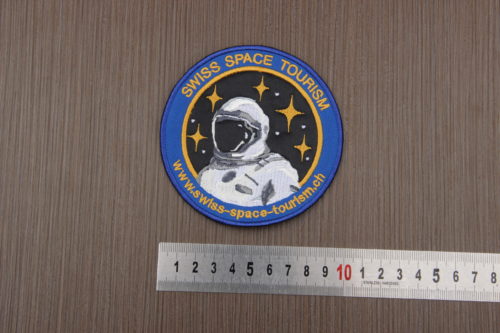 SWISS SPACE TOURISM
www.swiss-space-tourism.ch
1 2 3 4 5 6 7 8 9 10 1 2 3 4 5 6 7 8